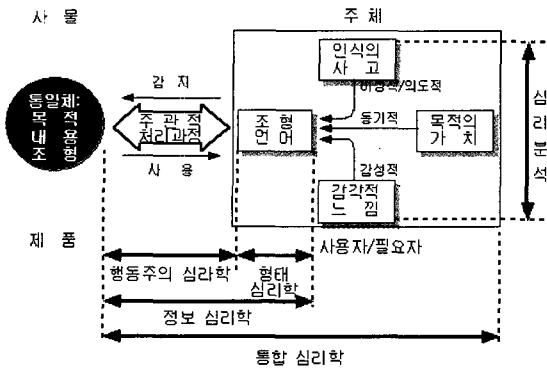 사 물
주 체
인식의
사 고
감 지
이성적/의도적
통일체:
목 적
내 용
조 형
주 관 적
처리과정
조 형
언 어
동기적
목적의
가 치
심리분석
사 용
감성적
감각적
느 낌
제 품
사용자/필요자
행동주의 심리학
형태
심리학
정보 심리학
통합 심리학